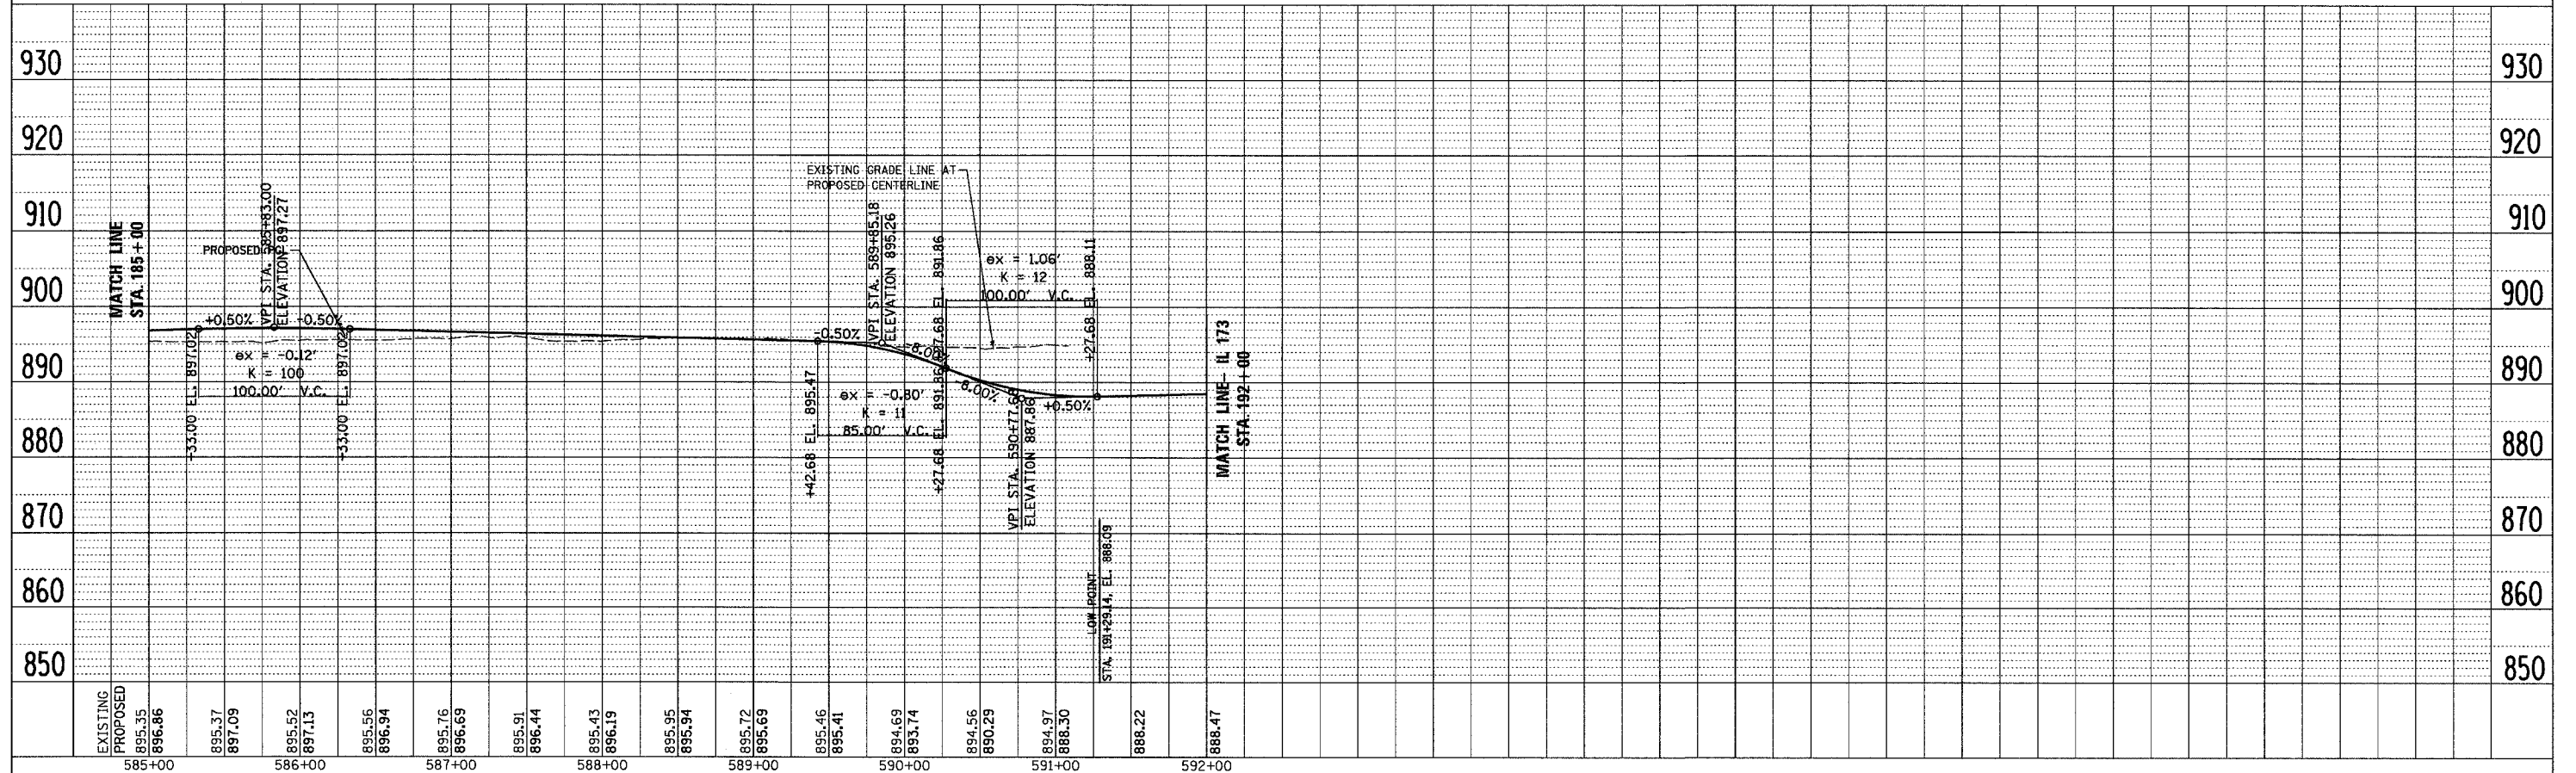 930
930
920
920
910
910
900
900
890
890
880
880
870
870
860
860
850
850
MATCH LINE
STA. 185 + 00
PROPOSED
VPI STA. 585+83.00
ELEVATION 897.27
+0.50%
-0.50%
+33.00 EL. 897.02
ex = -0.12'
K = 100
100.00' V.C.
+33.00 EL. 897.02
EXISTING GRADE LINE AT
PROPOSED CENTERLINE
-0.50%
VPI STA. 589+85.18
ELEVATION 895.26
-8.00%
+42.68 EL. 895.47
ex = -0.80'
K = 11
85.00' V.C.
+27.68 EL. 891.86
+27.68 EL. 891.86
ex = 1.06'
K = 12
100.00' V.C.
+27.68 EL. 888.11
-8.00%
+0.50%
VPI STA. 590+77.68
ELEVATION 887.86
LOW POINT
STA. 191+29.14, EL. 888.09
MATCH LINE- IL 173
STA. 192 + 00
EXISTING
PROPOSED
895.35
896.86
895.37
897.09
895.52
897.13
895.56
896.94
895.76
896.69
895.91
896.44
895.43
896.19
895.95
895.94
895.72
895.69
895.46
895.41
894.69
893.74
894.56
890.29
894.97
888.30
888.22
888.47
585+00
586+00
587+00
588+00
589+00
590+00
591+00
592+00